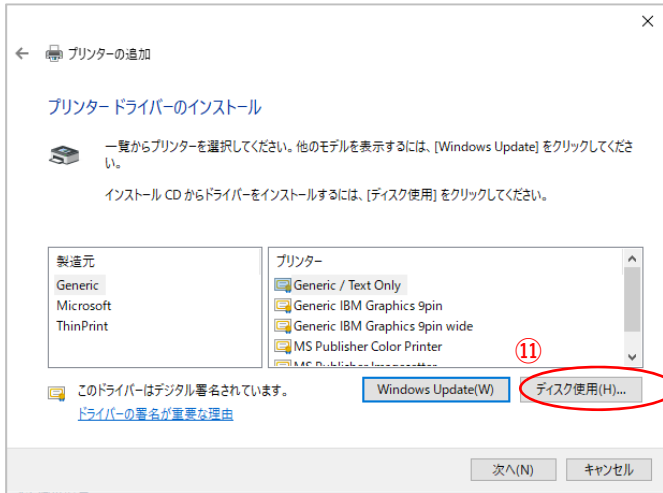 プリンターの追加
プリンター ドライバーのインストール
一覧からプリンターを選択してください。他のモデルを表示するには、[Windows Update] をクリックしてくださ
い。
インストール CD からドライバーをインストールするには、[ディスク使用] をクリックしてください。
製造元
Generic
Microsoft
ThinPrint
プリンター
Generic / Text Only
Generic IBM Graphics 9pin
Generic IBM Graphics 9pin wide
MS Publisher Color Printer
MS Publisher Imagesetter
⑪
このドライバーはデジタル署名されています。
Windows Update(W)
ディスク使用(H)...
ドライバーの署名が重要な理由
次へ(N)
キャンセル